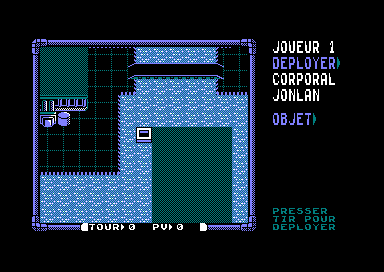 JOUEUR 1
DEPLOYER
CORPORAL
JONLAN
OBJET
PRESSER
TIR POUR
DEPLOYER
TOUR 0 PV 0